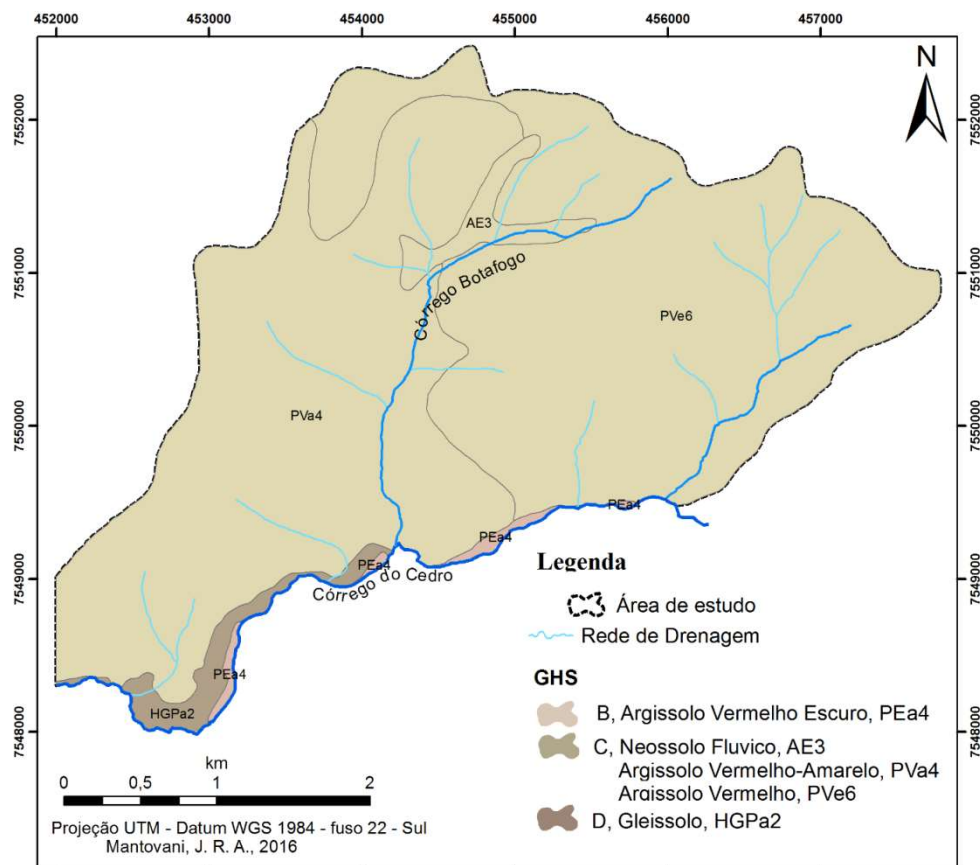 452000 453000 454000 455000 456000 457000
N
7552000 7552000
AE3
7551000 7551000
Córrego Botafogo
PVe6
PVa4
7550000 7550000
PEa4
PEa4
PEa4
7549000 7549000
Córrego do Cedro
PEa4
HGPa2
7548000 7548000
Legenda
Área de estudo
Rede de Drenagem
GHS
B, Argissolo Vermelho Escuro, PEa4
C, Neossolo Fluvico, AE3
Argissolo Vermelho-Amarelo, PVa4
Argissolo Vermelho, PVe6
D, Gleissolo, HGPa2
km
0 0,5 1 2
Projeção UTM - Datum WGS 1984 - fuso 22 - Sul
Mantovani, J. R. A., 2016